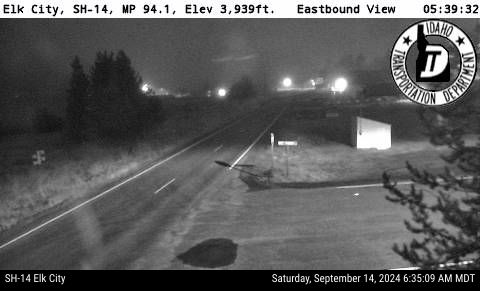 Elk City, SH-14, MP 94.1, Elev 3,939ft. Eastbound View 05:39:32
IDAHO
TRANSPORTATION DEPARTMENT
SH-14 Elk City Saturday, September 14, 2024 6:35:09 AM MDT